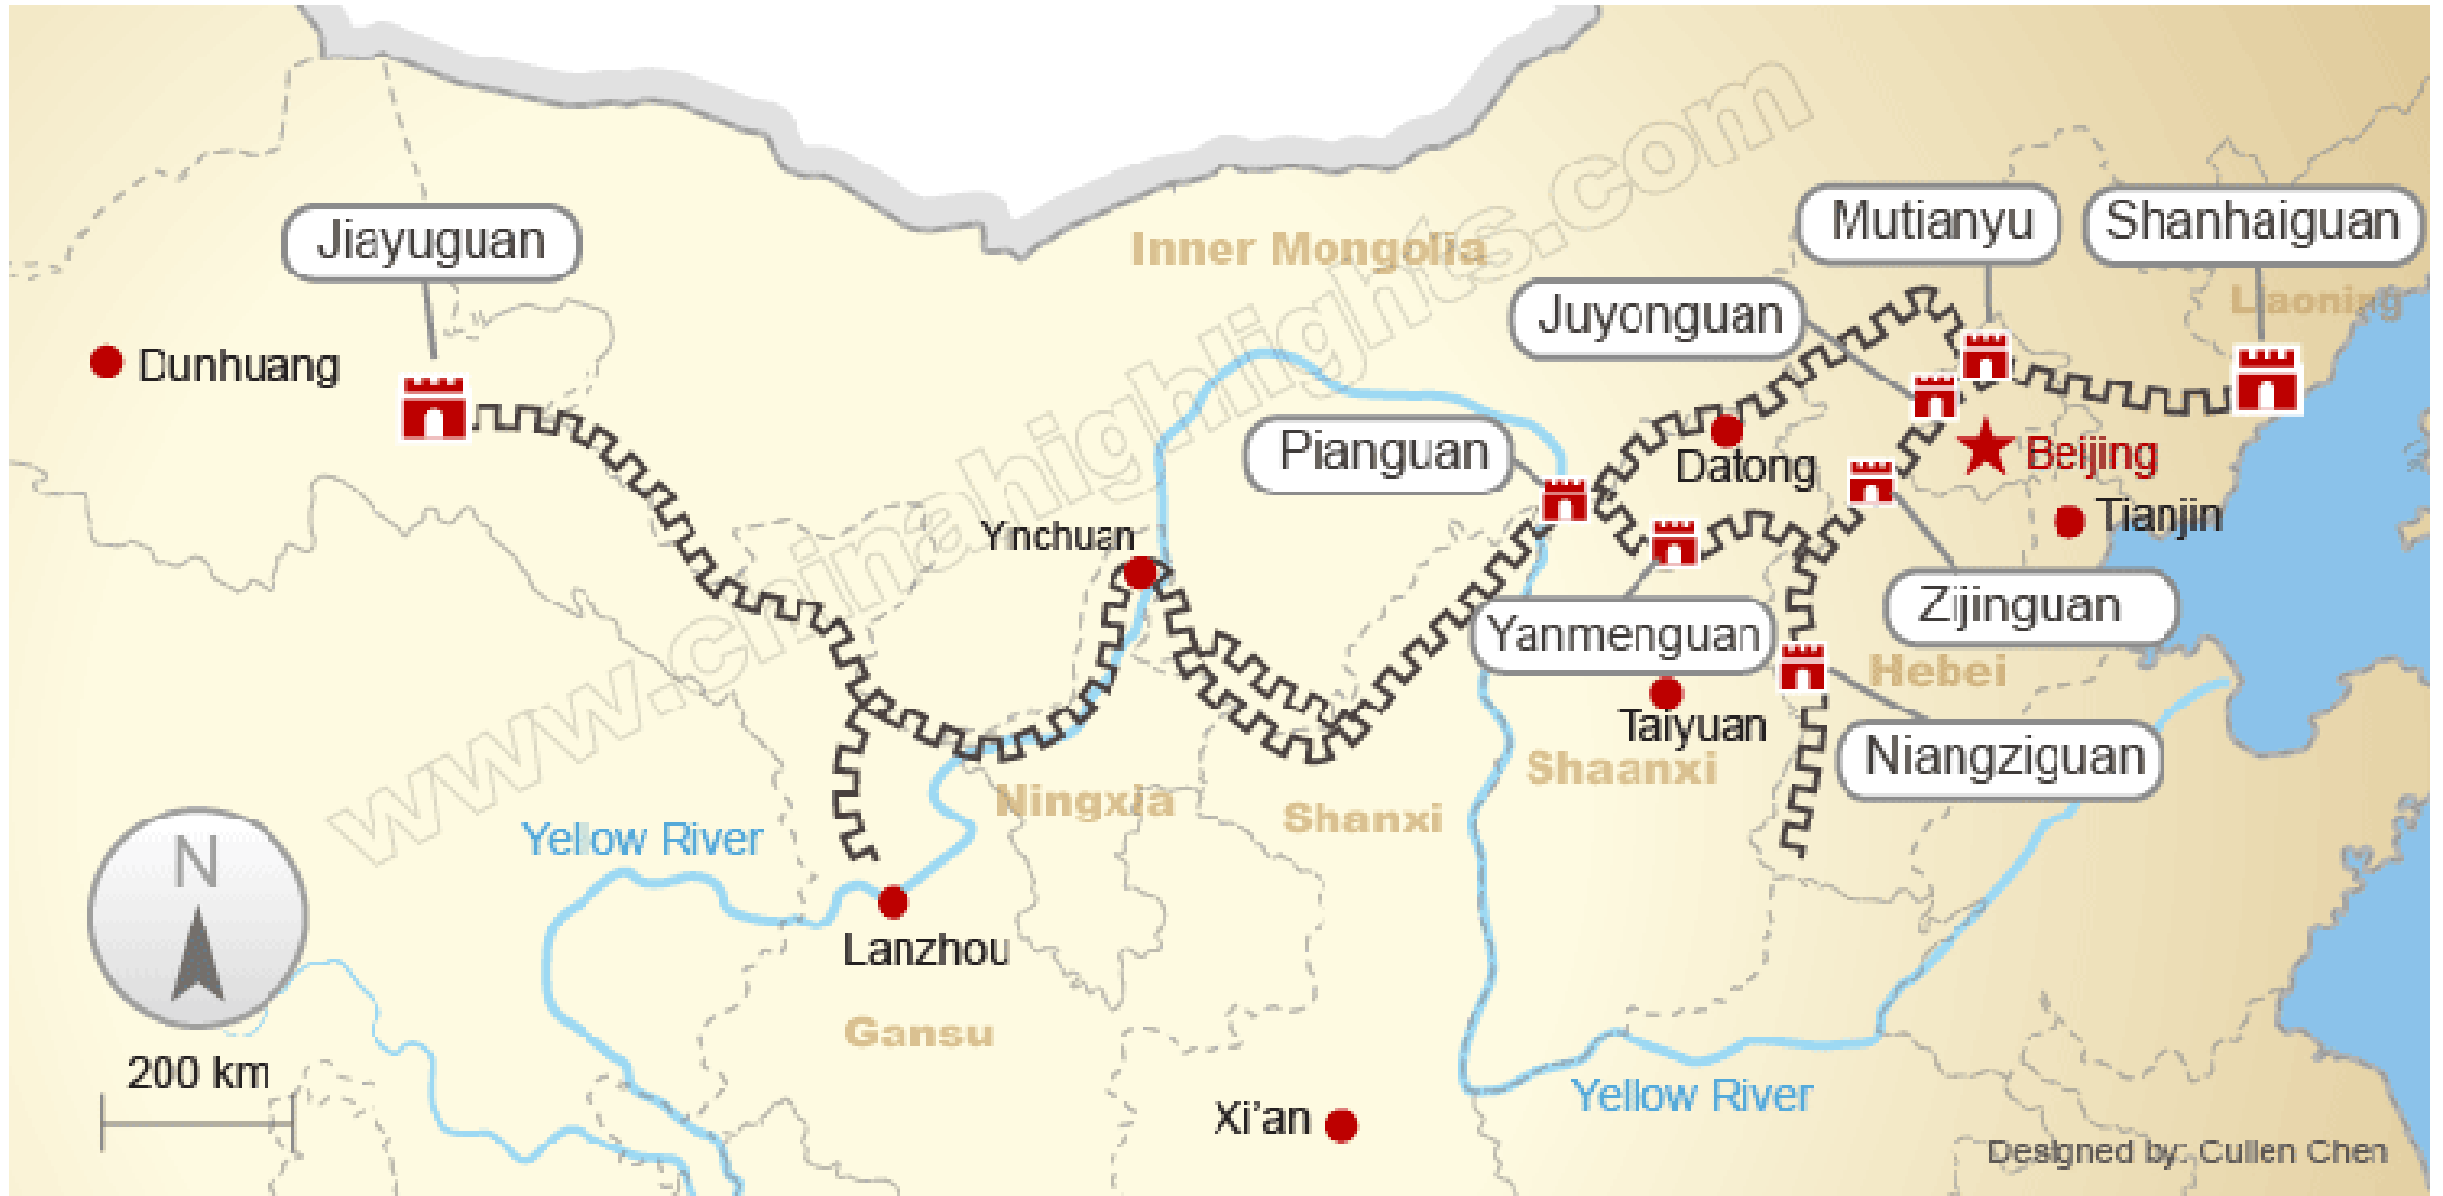 www.chinahighlights.com
Mutianyu
Shanhaiguan
Jiayuguan
Inner Mongolia
Liaoning
Juyonguan
Dunhuang
Pianguan
Datong
Beijing
Tianjin
Ynchuan
Zijinguan
Yanmenguan
Hebei
Taiyuan
Niangziguan
Shaanxi
Ningxia
Shanxi
Yellow River
N
Lanzhou
Gansu
200 km
Yellow River
Xi'an
Designed by: Cullen Chen